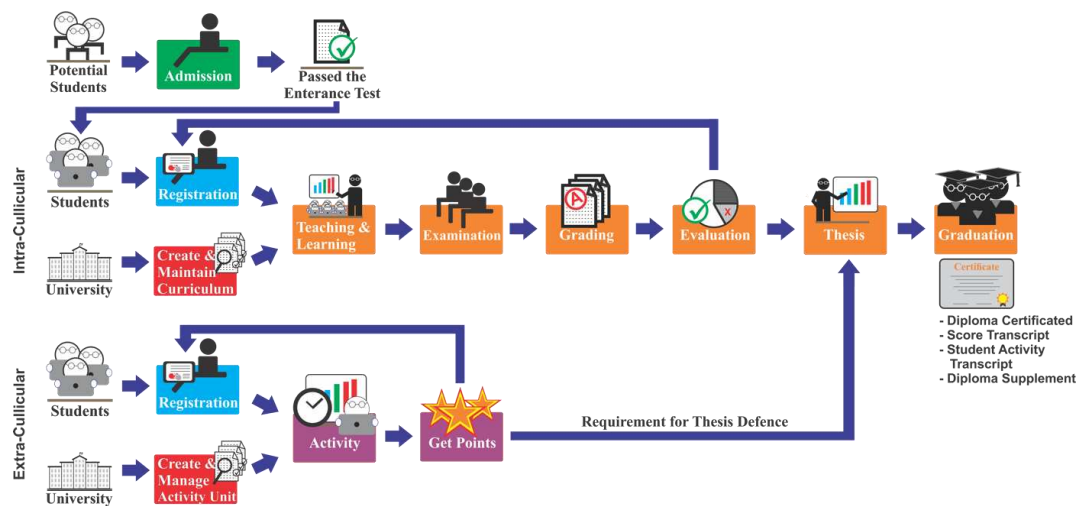 Potential
Students
Admission
Passed the
Enterance Test
Intra-Cullicular
Students
Registration
University
Create &
Maintain
Curriculum
Teaching &
Learning
Examination
A
Grading
X
Evaluation
Thesis
Graduation
Certificate
- Diploma Certificated
- Score Transcript
- Student Activity
Transcript
- Diploma Supplement
Extra-Cullicular
Students
Registration
University
Create &
Manage
Activity Unit
Activity
Get Points
Requirement for Thesis Defence